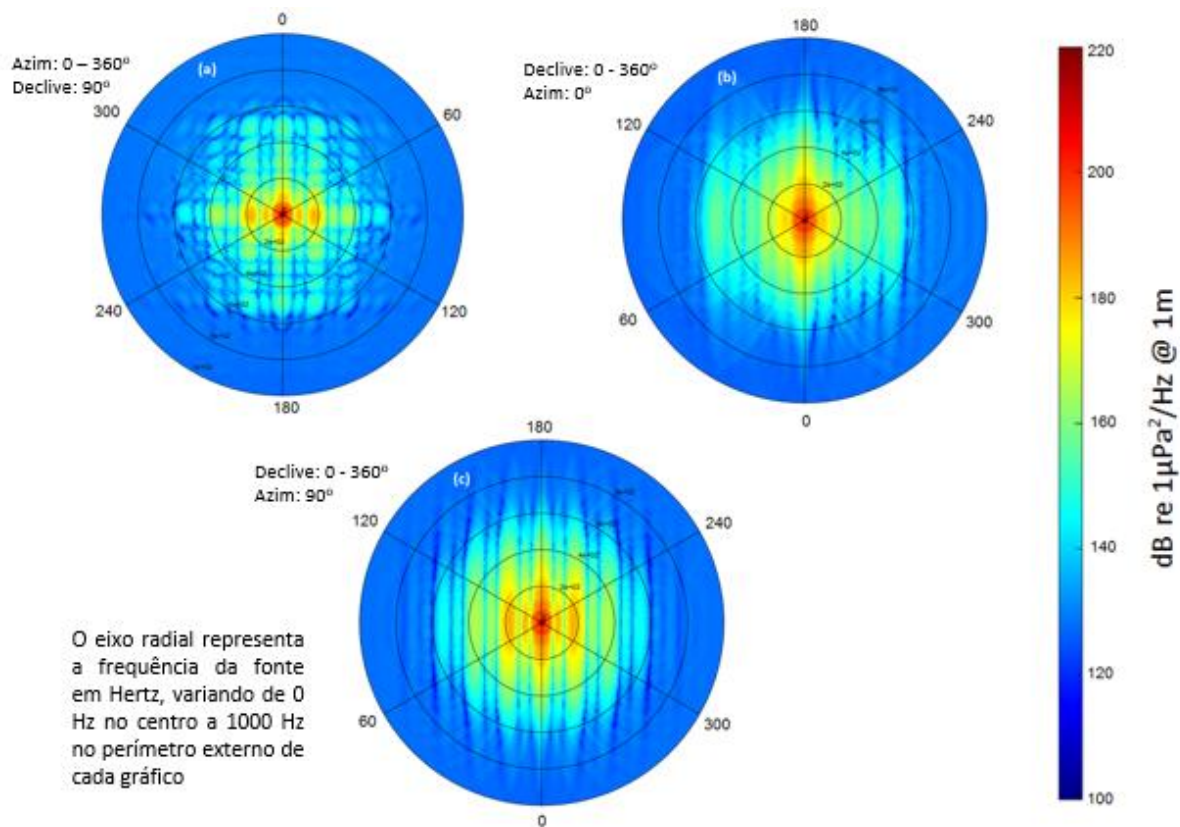 0
Azim: 0 – 360º
Declive: 90º
(a)
300
60
240
120
180
180
Declive: 0 - 360º
Azim: 0°
(b)
120
240
60
300
0
180
Declive: 0 - 360º
Azim: 90°
(c)
120
240
60
300
0
O eixo radial representa
a frequência da fonte
em Hertz, variando de 0
Hz no centro a 1000 Hz
no perímetro externo de
cada gráfico
220
200
180
160
140
120
100
dB re 1µPa²/Hz @ 1m